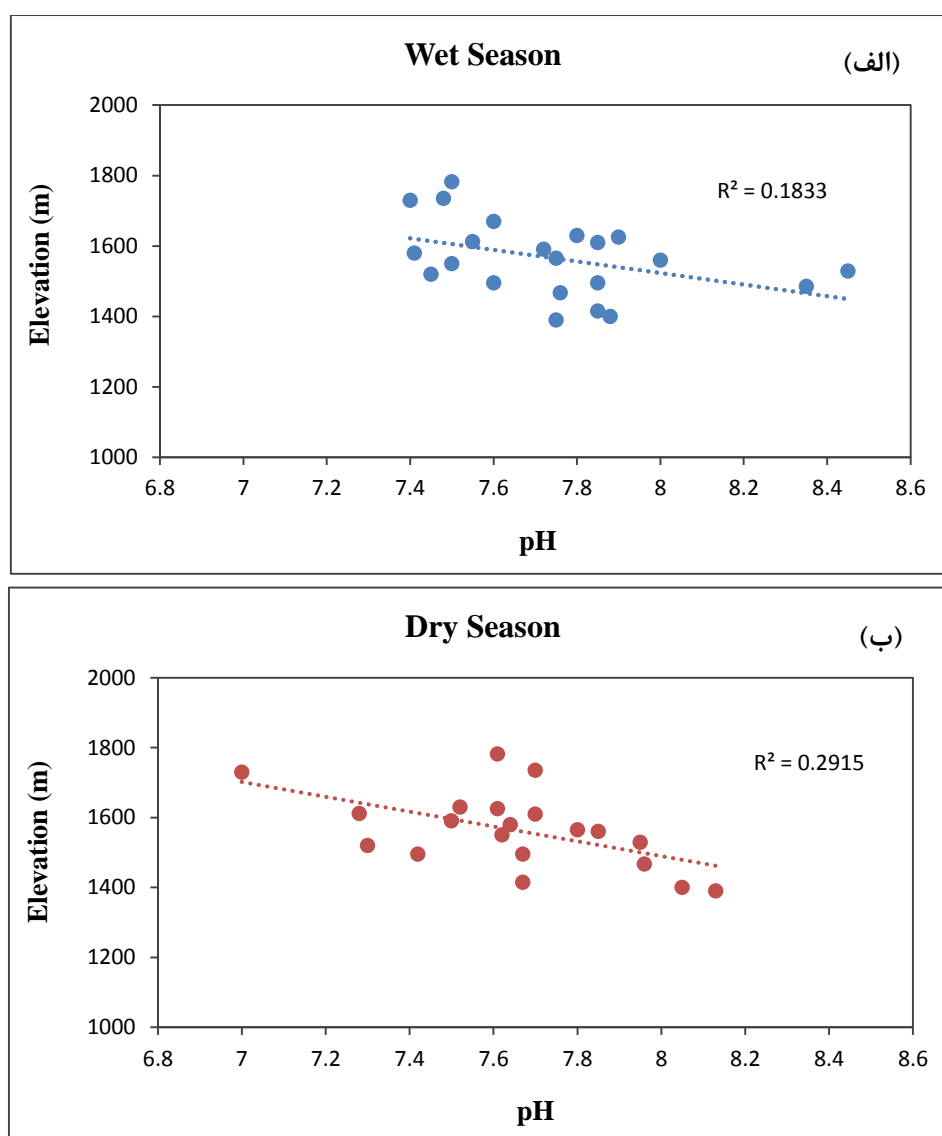 Wet Season
(الف)
2000
1800
1600
1400
1200
1000
Elevation (m)
R² = 0.1833
6.8 7 7.2 7.4 7.6 7.8 8 8.2 8.4 8.6
pH
Dry Season
(ب)
2000
1800
1600
1400
1200
1000
Elevation (m)
R² = 0.2915
6.8 7 7.2 7.4 7.6 7.8 8 8.2 8.4 8.6
pH